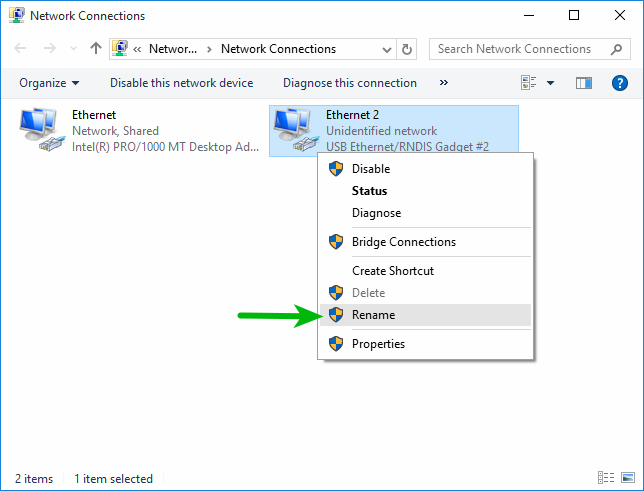 Network Connections
« Networ... > Network Connections
Search Network Connections
Organize
Disable this network device
Diagnose this connection
»
Ethernet
Network, Shared
Intel(R) PRO/1000 MT Desktop Ad...
Ethernet 2
Unidentified network
USB Ethernet/RNDIS Gadget #2
Disable
Status
Diagnose
Bridge Connections
Create Shortcut
Delete
Rename
Properties
2 items
1 item selected